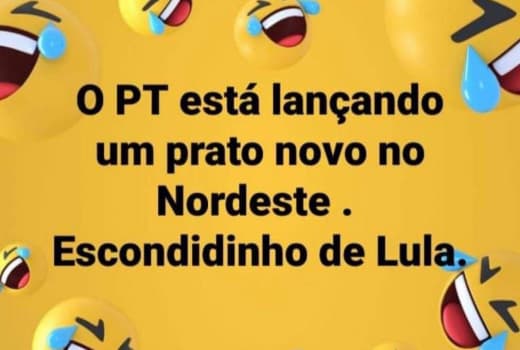 O PT está lançando
um prato novo no
Nordeste .
Escondidinho de Lula.